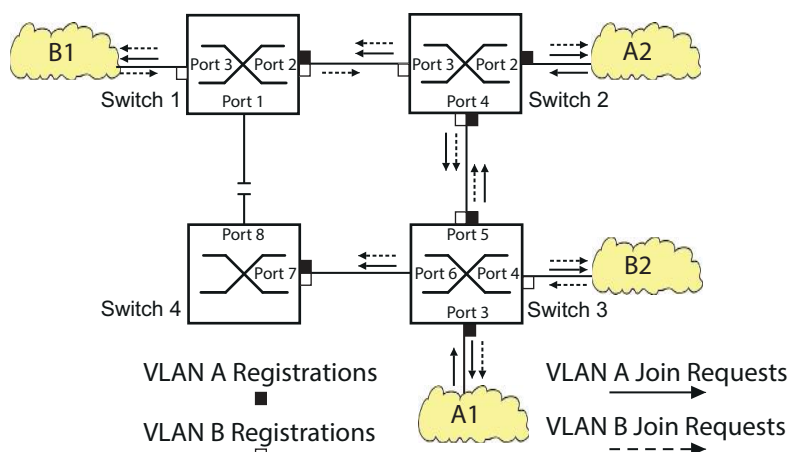 B1
Port 3
Port 2
Port 1
Switch 1
Port 3
Port 2
Port 4
Switch 2
A2
Port 8
Port 7
Switch 4
Port 5
Port 6
Port 4
Port 3
Switch 3
B2
A1
VLAN A Registrations
VLAN B Registrations
VLAN A Join Requests
VLAN B Join Requests